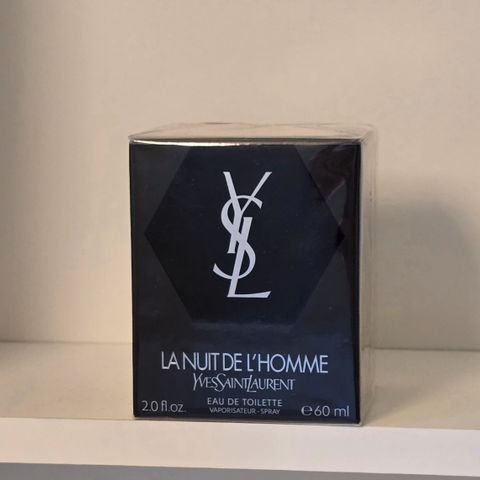 YSL
LA NUIT DE L'HOMME
YVESSAINTLAURENT
2.0 fl.oz. EAU DE TOILETTE ℮60 ml
VAPORISATEUR - SPRAY